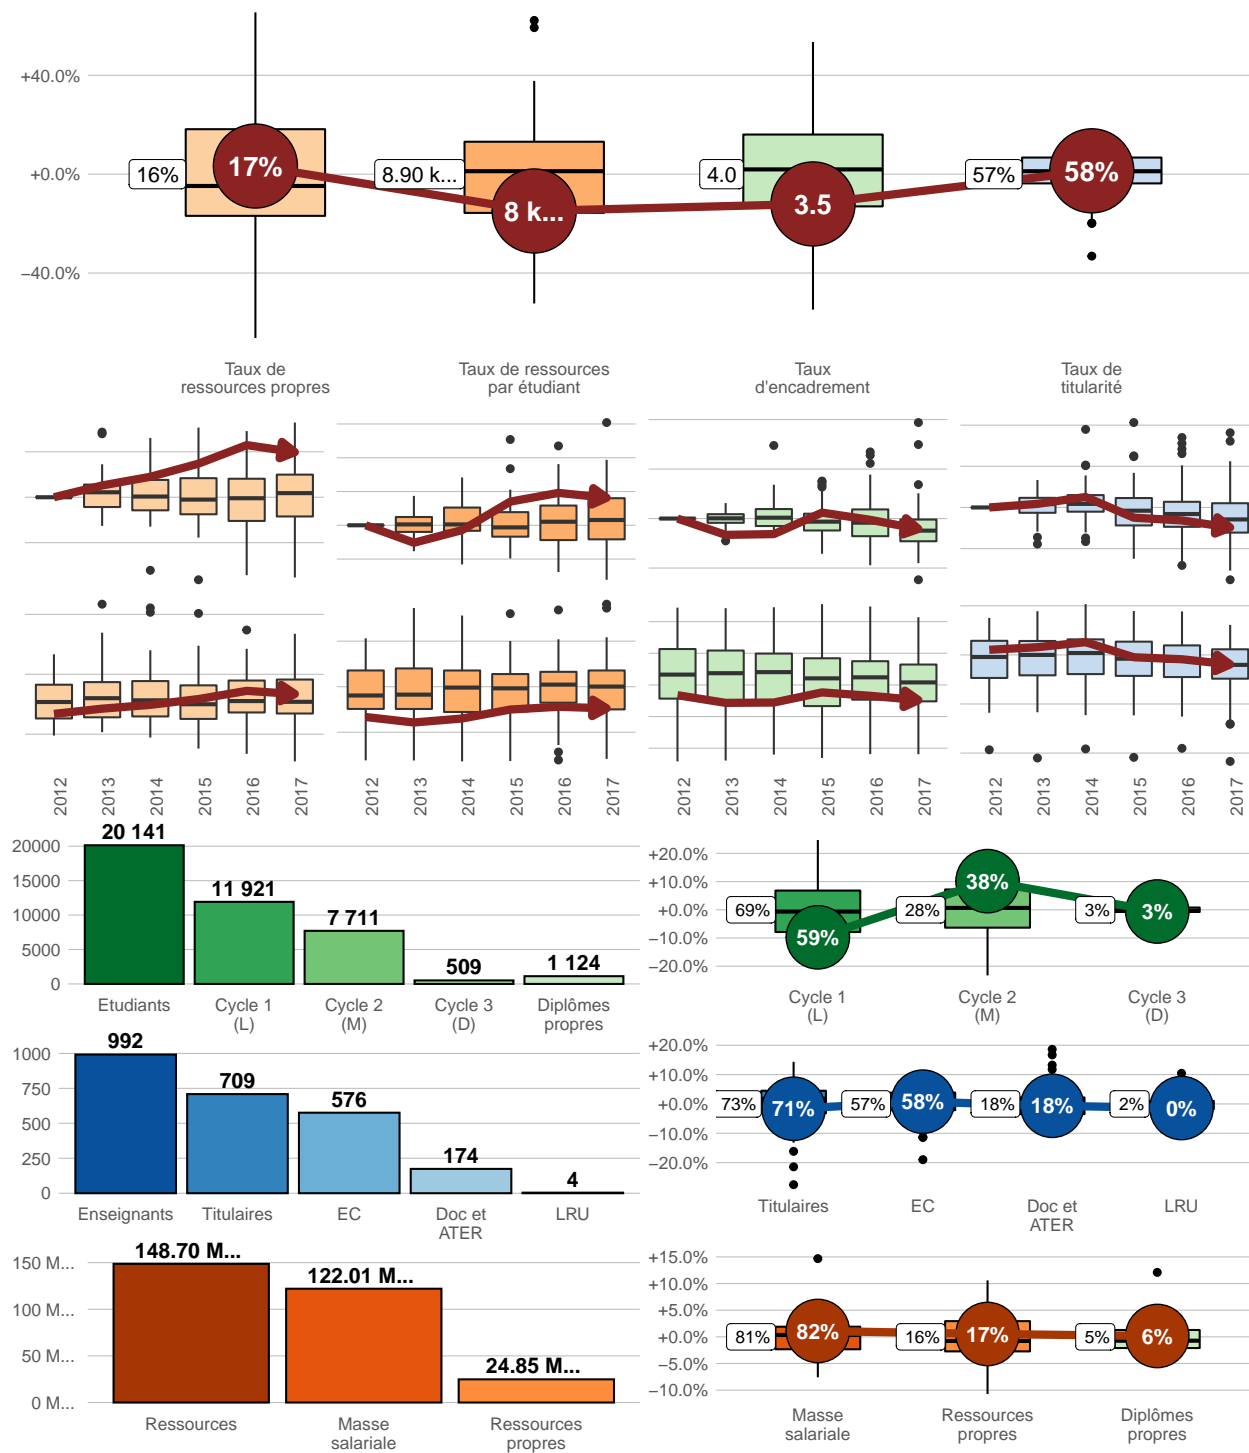 +40.0%
+0.0%
−40.0%
16%
17%
8.90 k...
8 k...
4.0
3.5
57%
58%
Taux de
ressources propres
Taux de ressources
par étudiant
Taux
d'encadrement
Taux de
titularité
2012
2013
2014
2015
2016
2017
2012
2013
2014
2015
2016
2017
2012
2013
2014
2015
2016
2017
2012
2013
2014
2015
2016
2017
20000
15000
10000
5000
0
20 141
11 921
7 711
509
1 124
Etudiants
Cycle 1
(L)
Cycle 2
(M)
Cycle 3
(D)
Diplômes
propres
+20.0%
+10.0%
+0.0%
−10.0%
−20.0%
69%
59%
28%
38%
3%
3%
Cycle 1
(L)
Cycle 2
(M)
Cycle 3
(D)
1000
750
500
250
0
992
709
576
174
4
Enseignants
Titulaires
EC
Doc et
ATER
LRU
+20.0%
+10.0%
+0.0%
−10.0%
−20.0%
73%
71%
57%
58%
18%
18%
2%
0%
Titulaires
EC
Doc et
ATER
LRU
150 M...
100 M...
50 M...
0 M...
148.70 M...
122.01 M...
24.85 M...
Ressources
Masse
salariale
Ressources
propres
+15.0%
+10.0%
+5.0%
+0.0%
−5.0%
−10.0%
81%
82%
16%
17%
5%
6%
Masse
salariale
Ressources
propres
Diplômes
propres